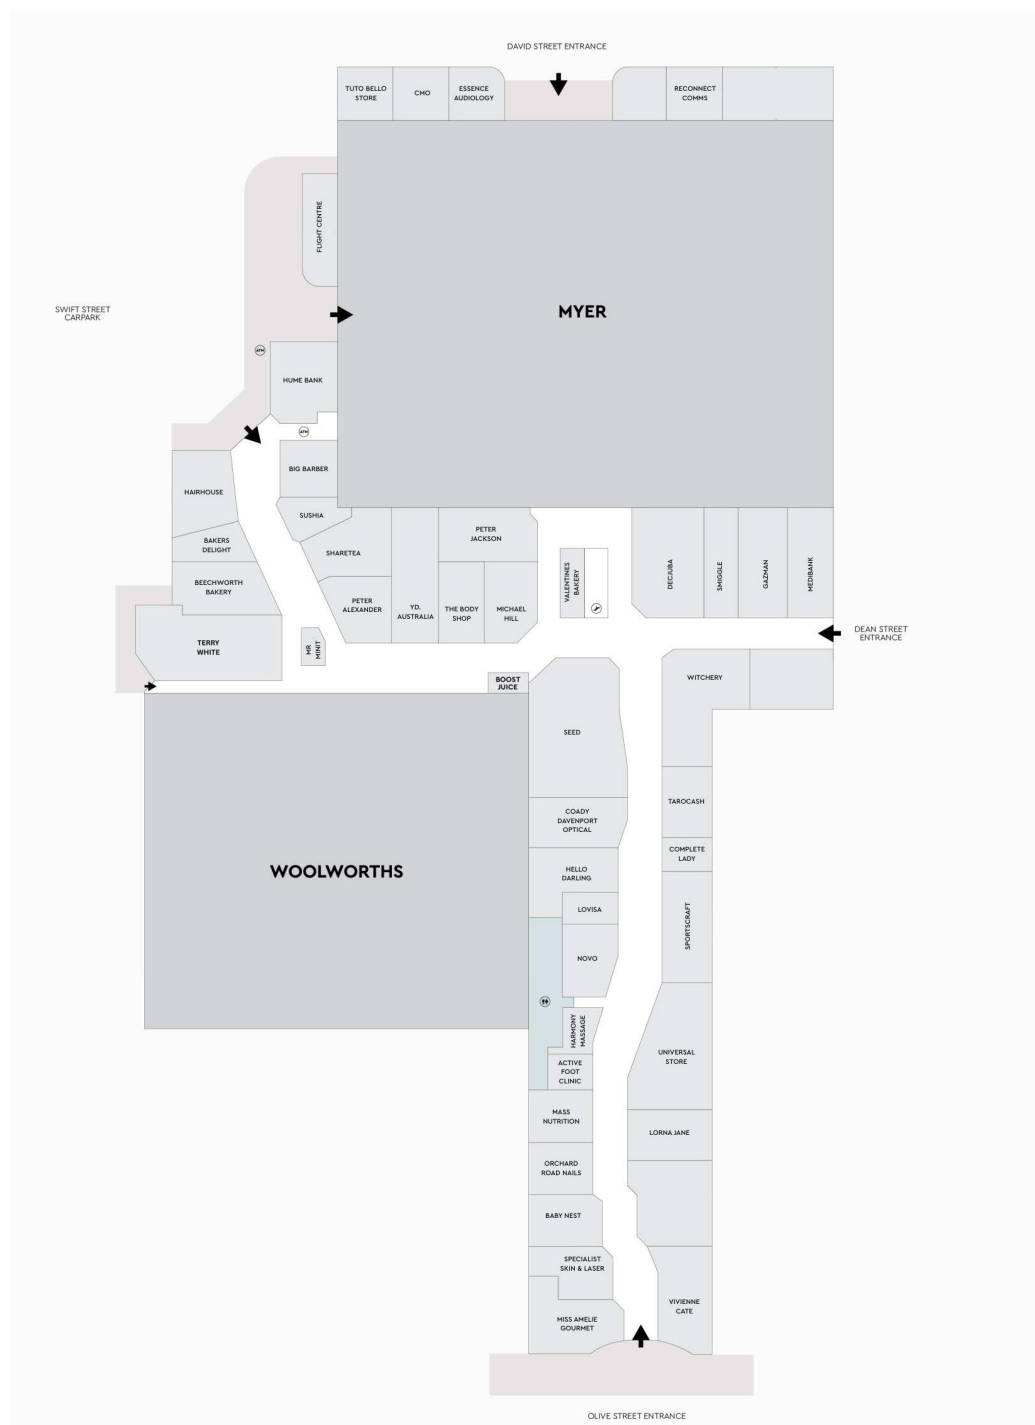 DAVID STREET ENTRANCE
TUTO BELLO
STORE
CMO
ESSENCE
AUDIOLOGY
RECONNECT
COMMS
FLIGHT CENTRE
MYER
SWIFT STREET
CARPARK
ATM
HUME BANK
ATM
BIG BARBER
HAIRHOUSE
SUSHIA
BAKERS
DELIGHT
SHARETEA
PETER
JACKSON
BEECHWORTH
BAKERY
PETER
ALEXANDER
YD.
AUSTRALIA
THE BODY
SHOP
MICHAEL
HILL
VALENTINES
BAKERY
DECJUBA
SMIGGLE
GAZMAN
MEDIBANK
DEAN STREET
ENTRANCE
TERRY
WHITE
MR
MINIT
BOOST
JUICE
WITCHERY
SEED
TAROCASH
COADY
DAVENPORT
OPTICAL
COMPLETE
LADY
WOOLWORTHS
HELLO
DARLING
LOVISA
SPORTSCRAFT
NOVO
HARMONY
MASSAGE
UNIVERSAL
STORE
ACTIVE
FOOT
CLINIC
MASS
NUTRITION
LORNA JANE
ORCHARD
ROAD NAILS
BABY NEST
SPECIALIST
SKIN & LASER
VIVIENNE
CATE
MISS AMELIE
GOURMET
OLIVE STREET ENTRANCE